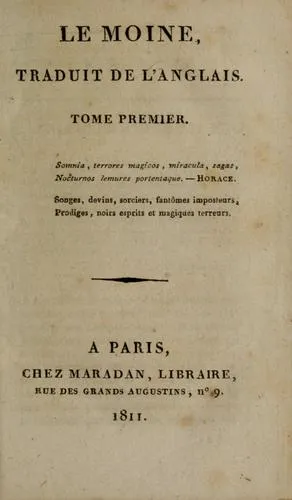 LE MOINE,
TRADUIT DE L'ANGLAIS.
TOME PREMIER.
Somnia, terrores magicos, miracula, sagas,
Nocturnos lemures portentaque. — HORACE.
Songes, devins, sorciers, fantômes imposteurs,
Prodiges, noirs esprits et magiques terreurs.
A PARIS,
CHEZ MARADAN, LIBRAIRE,
RUE DES GRANDS AUGUSTINS, n° 9.
1811.